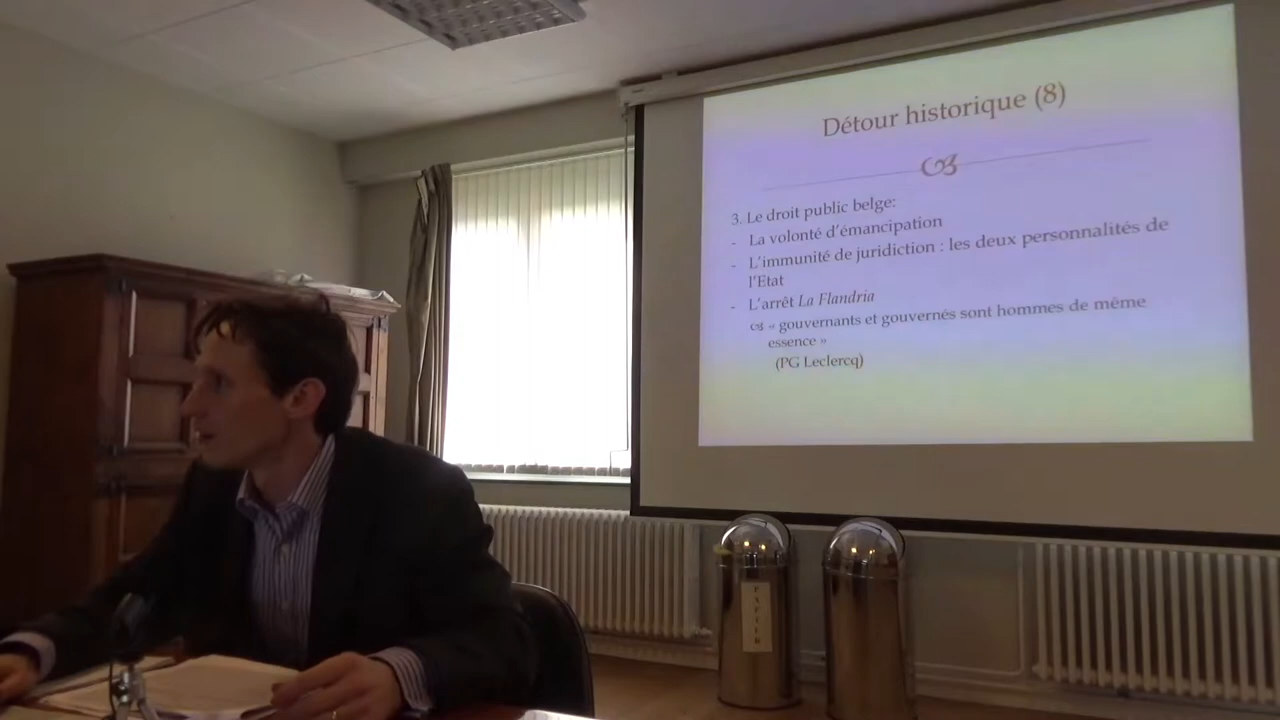 Détour historique (8)
3. Le droit public belge:
- La volonté d'émancipation
- L'immunité de juridiction : les deux personnalités de
l'Etat
- L'arrêt La Flandria
« gouvernants et gouvernés sont hommes de même
essence »
(PG Leclercq)
PAPIER